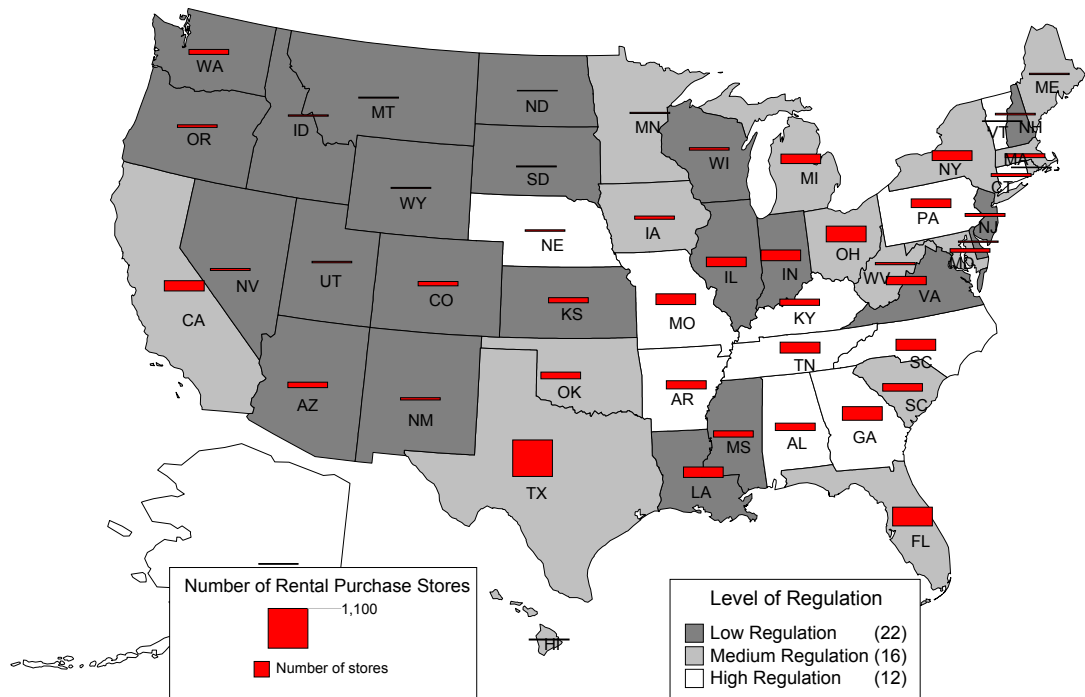 WA
MT
ND
MN
ME
ID
VT
NH
OR
WI
MA
SD
MI
NY
CT
WY
PA
NE
IA
NJ
OH
IL
IN
MD
WV
UT
NV
CO
VA
KS
CA
MO
KY
SC
TN
OK
AR
AZ
SC
NM
MS
AL
GA
TX
LA
FL
HI
Number of Rental Purchase Stores
1,100
Number of stores
Level of Regulation
Low Regulation (22)
Medium Regulation (16)
High Regulation (12)